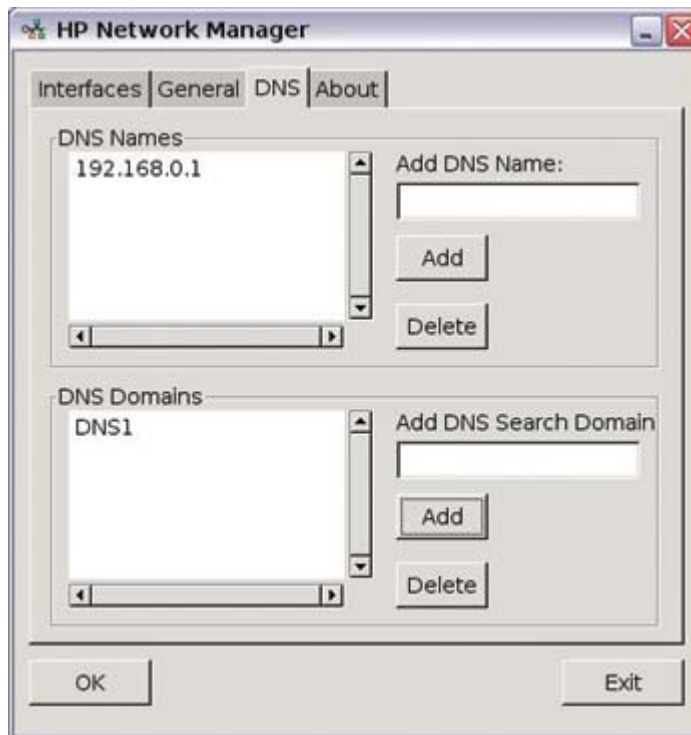 HP Network Manager
Interfaces General DNS About
DNS Names
192.168.0.1
Add DNS Name:
Add
Delete
DNS Domains
DNS1
Add DNS Search Domain
Add
Delete
OK Exit